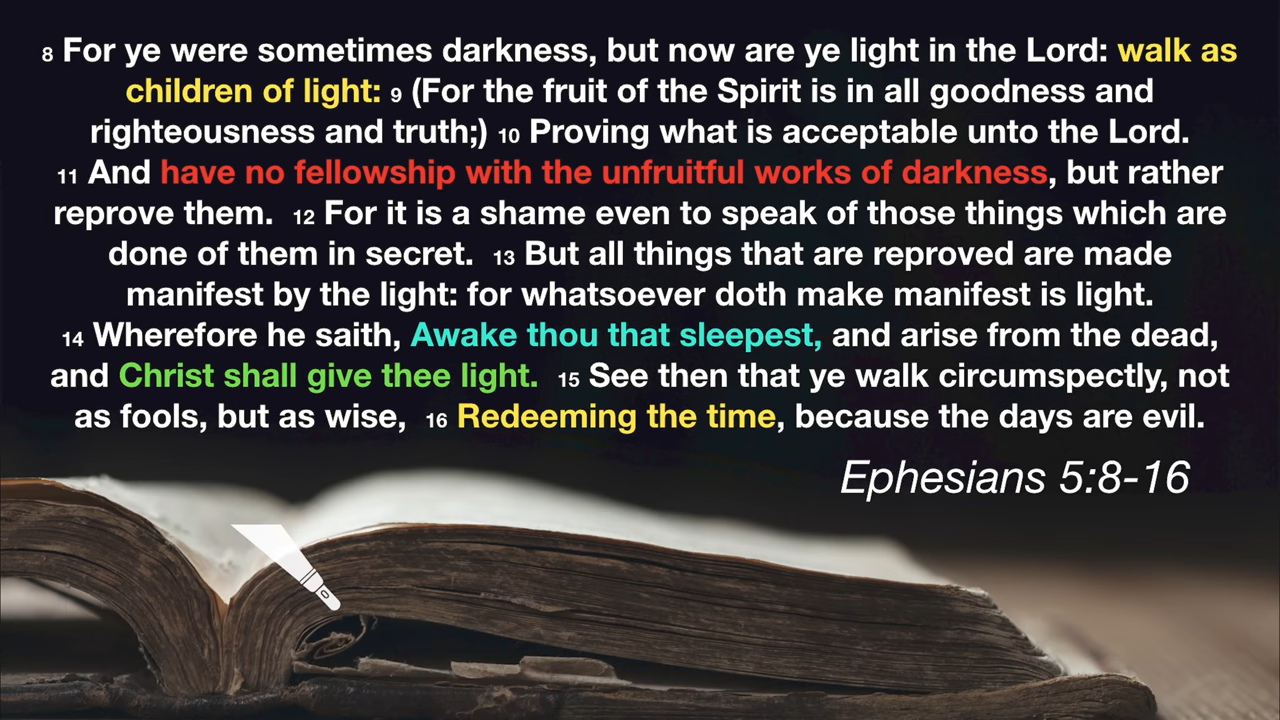 8 For ye were sometimes darkness, but now are ye light in the Lord: walk as
children of light: 9 (For the fruit of the Spirit is in all goodness and
righteousness and truth;) 10 Proving what is acceptable unto the Lord.
11 And have no fellowship with the unfruitful works of darkness, but rather
reprove them. 12 For it is a shame even to speak of those things which are
done of them in secret. 13 But all things that are reproved are made
manifest by the light: for whatsoever doth make manifest is light.
14 Wherefore he saith, Awake thou that sleepest, and arise from the dead,
and Christ shall give thee light. 15 See then that ye walk circumspectly, not
as fools, but as wise, 16 Redeeming the time, because the days are evil.
Ephesians 5:8-16